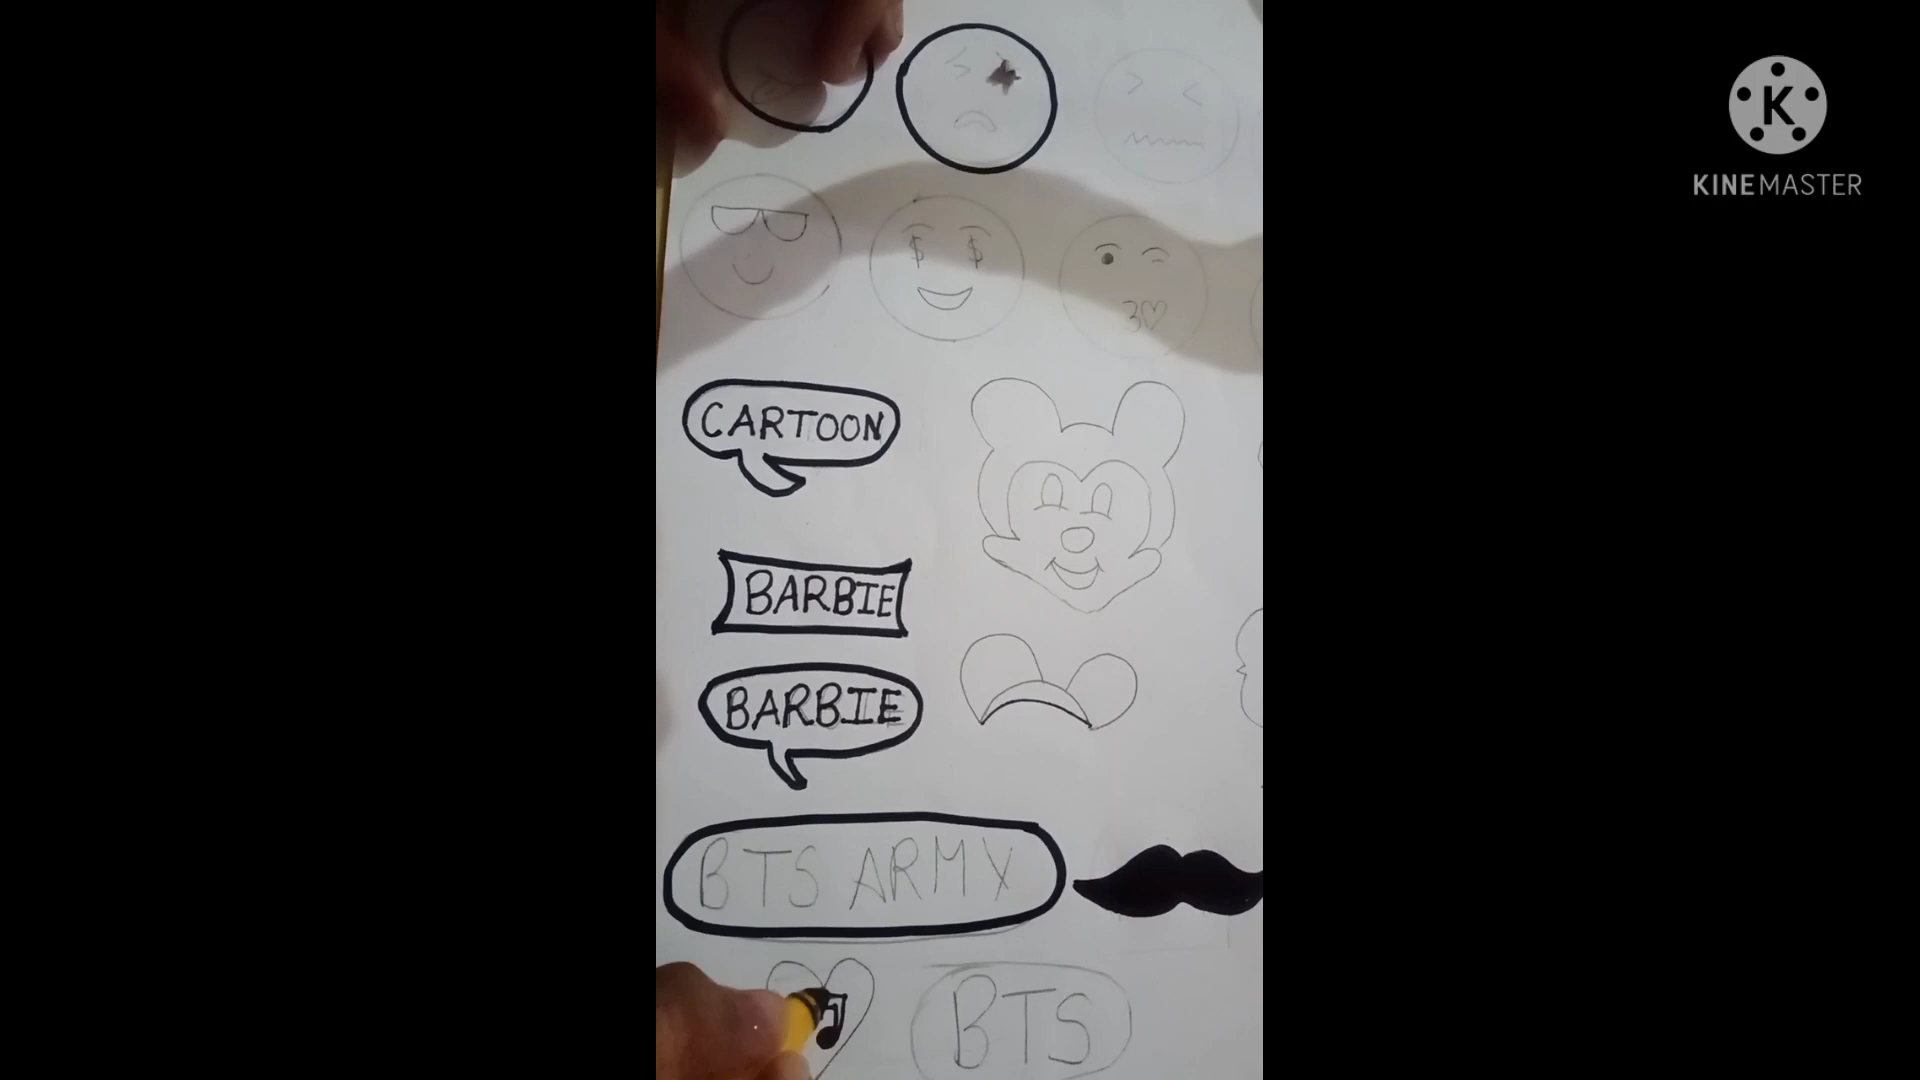 KINEMASTER
$ $
CARTOON
BARBIE
BARBIE
BTS ARMY
BTS